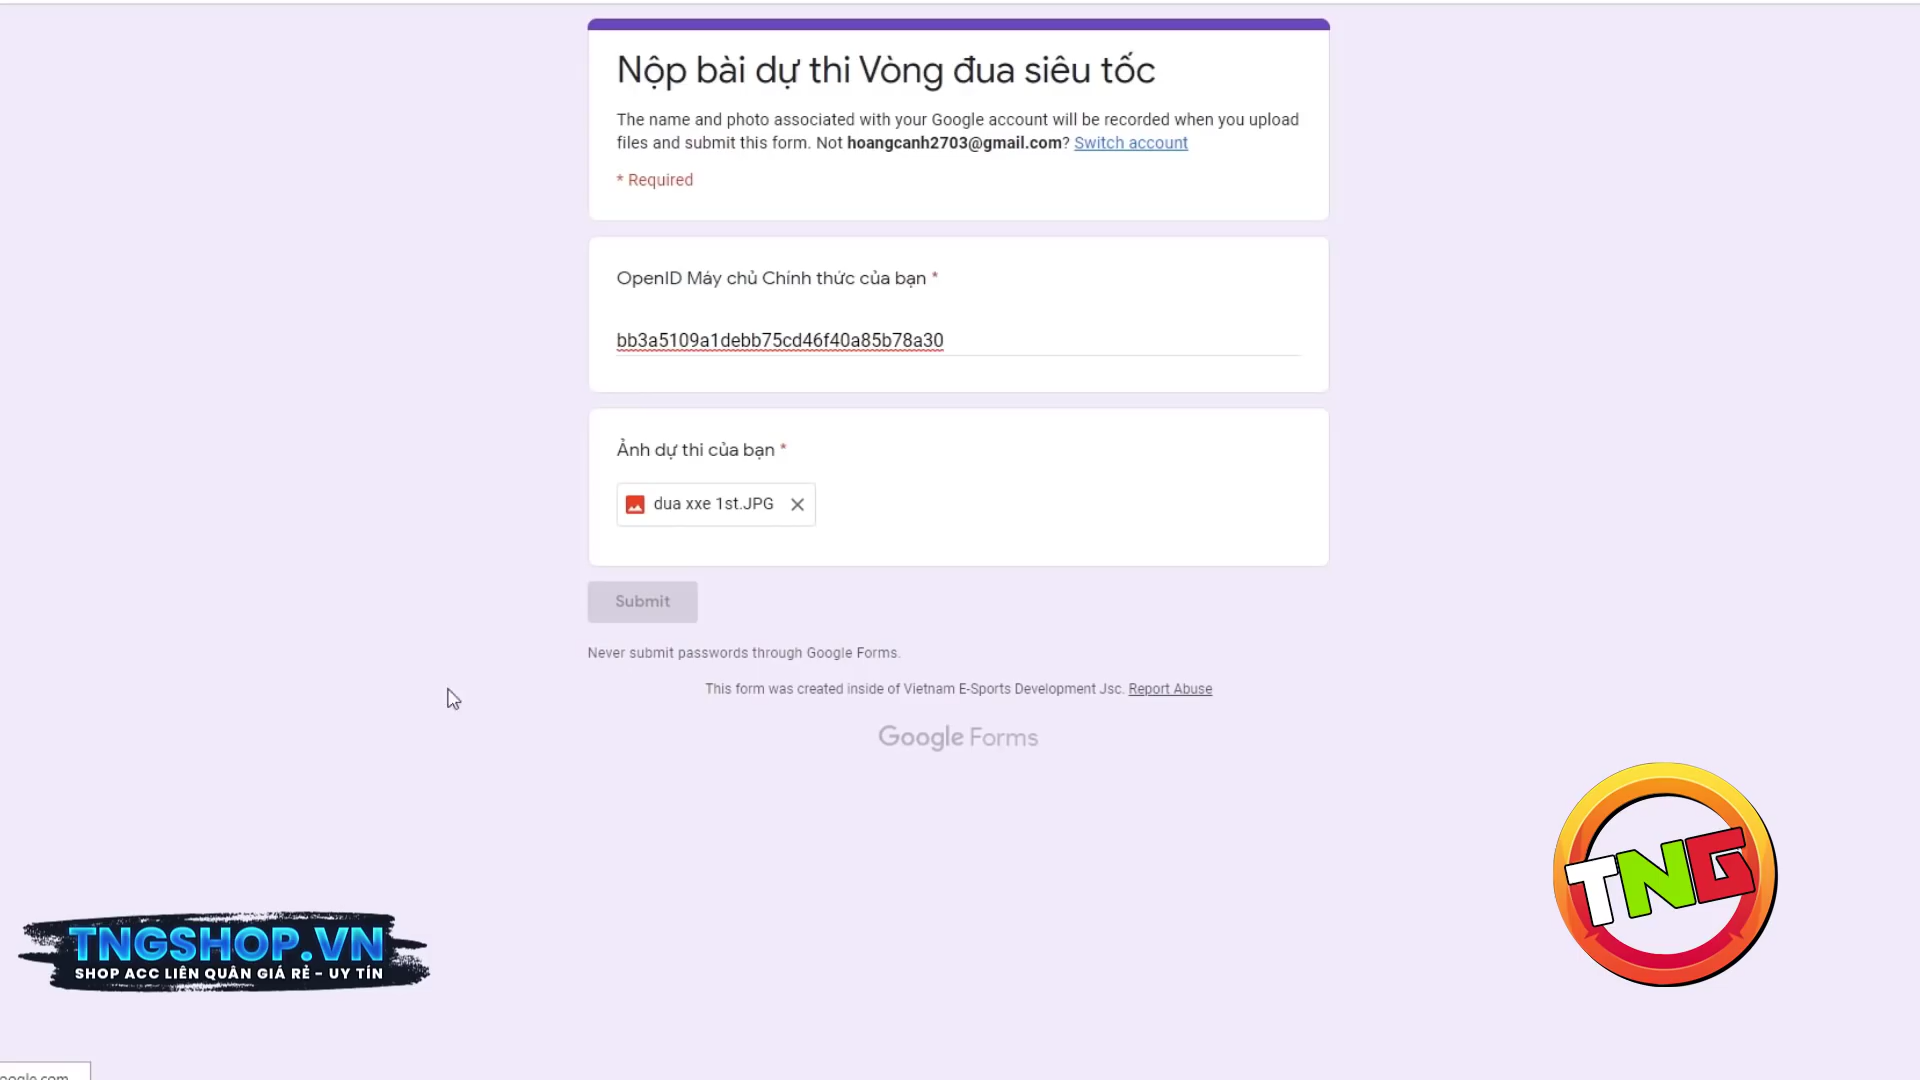 Nộp bài dự thi Vòng đua siêu tốc
The name and photo associated with your Google account will be recorded when you upload
files and submit this form. Not hoangcanh2703@gmail.com? Switch account
* Required
OpenID Máy chủ Chính thức của bạn *
bb3a5109a1debb75cd46f40a85b78a30
Ảnh dự thi của bạn *
dua xxe 1st.JPG
Submit
Never submit passwords through Google Forms.
This form was created inside of Vietnam E-Sports Development Jsc. Report Abuse
Google Forms
TNG
TNGSHOP.VN
SHOP ACC LIÊN QUÂN GIÁ RẺ - UY TÍN
oogle.com